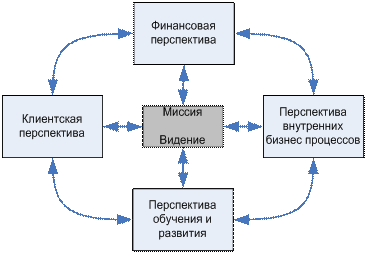 Финансовая
перспектива
Клиентская
перспектива
Миссия
Видение
Перспектива
внутренних
бизнес процессов
Перспектива
обучения и
развития